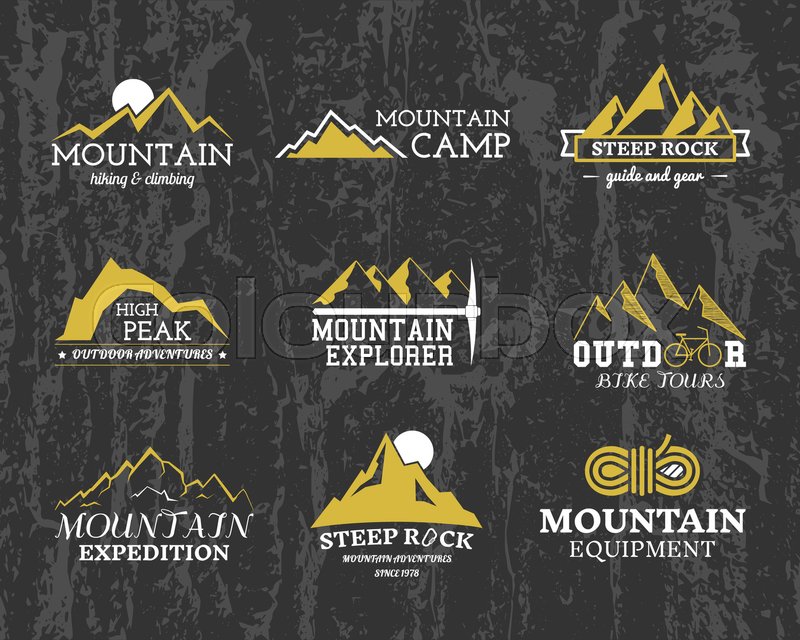 MOUNTAIN
hiking & climbing
MOUNTAIN
CAMP
STEEP ROCK
guide and gear
HIGH
PEAK
OUTDOOR ADVENTURES
MOUNTAIN
EXPLORER
OUTDOOR
BIKE TOURS
MOUNTAIN
EXPEDITION
STEEP ROCK
MOUNTAIN ADVENTURES
SINCE 1978
MOUNTAIN
EQUIPMENT
colourbox